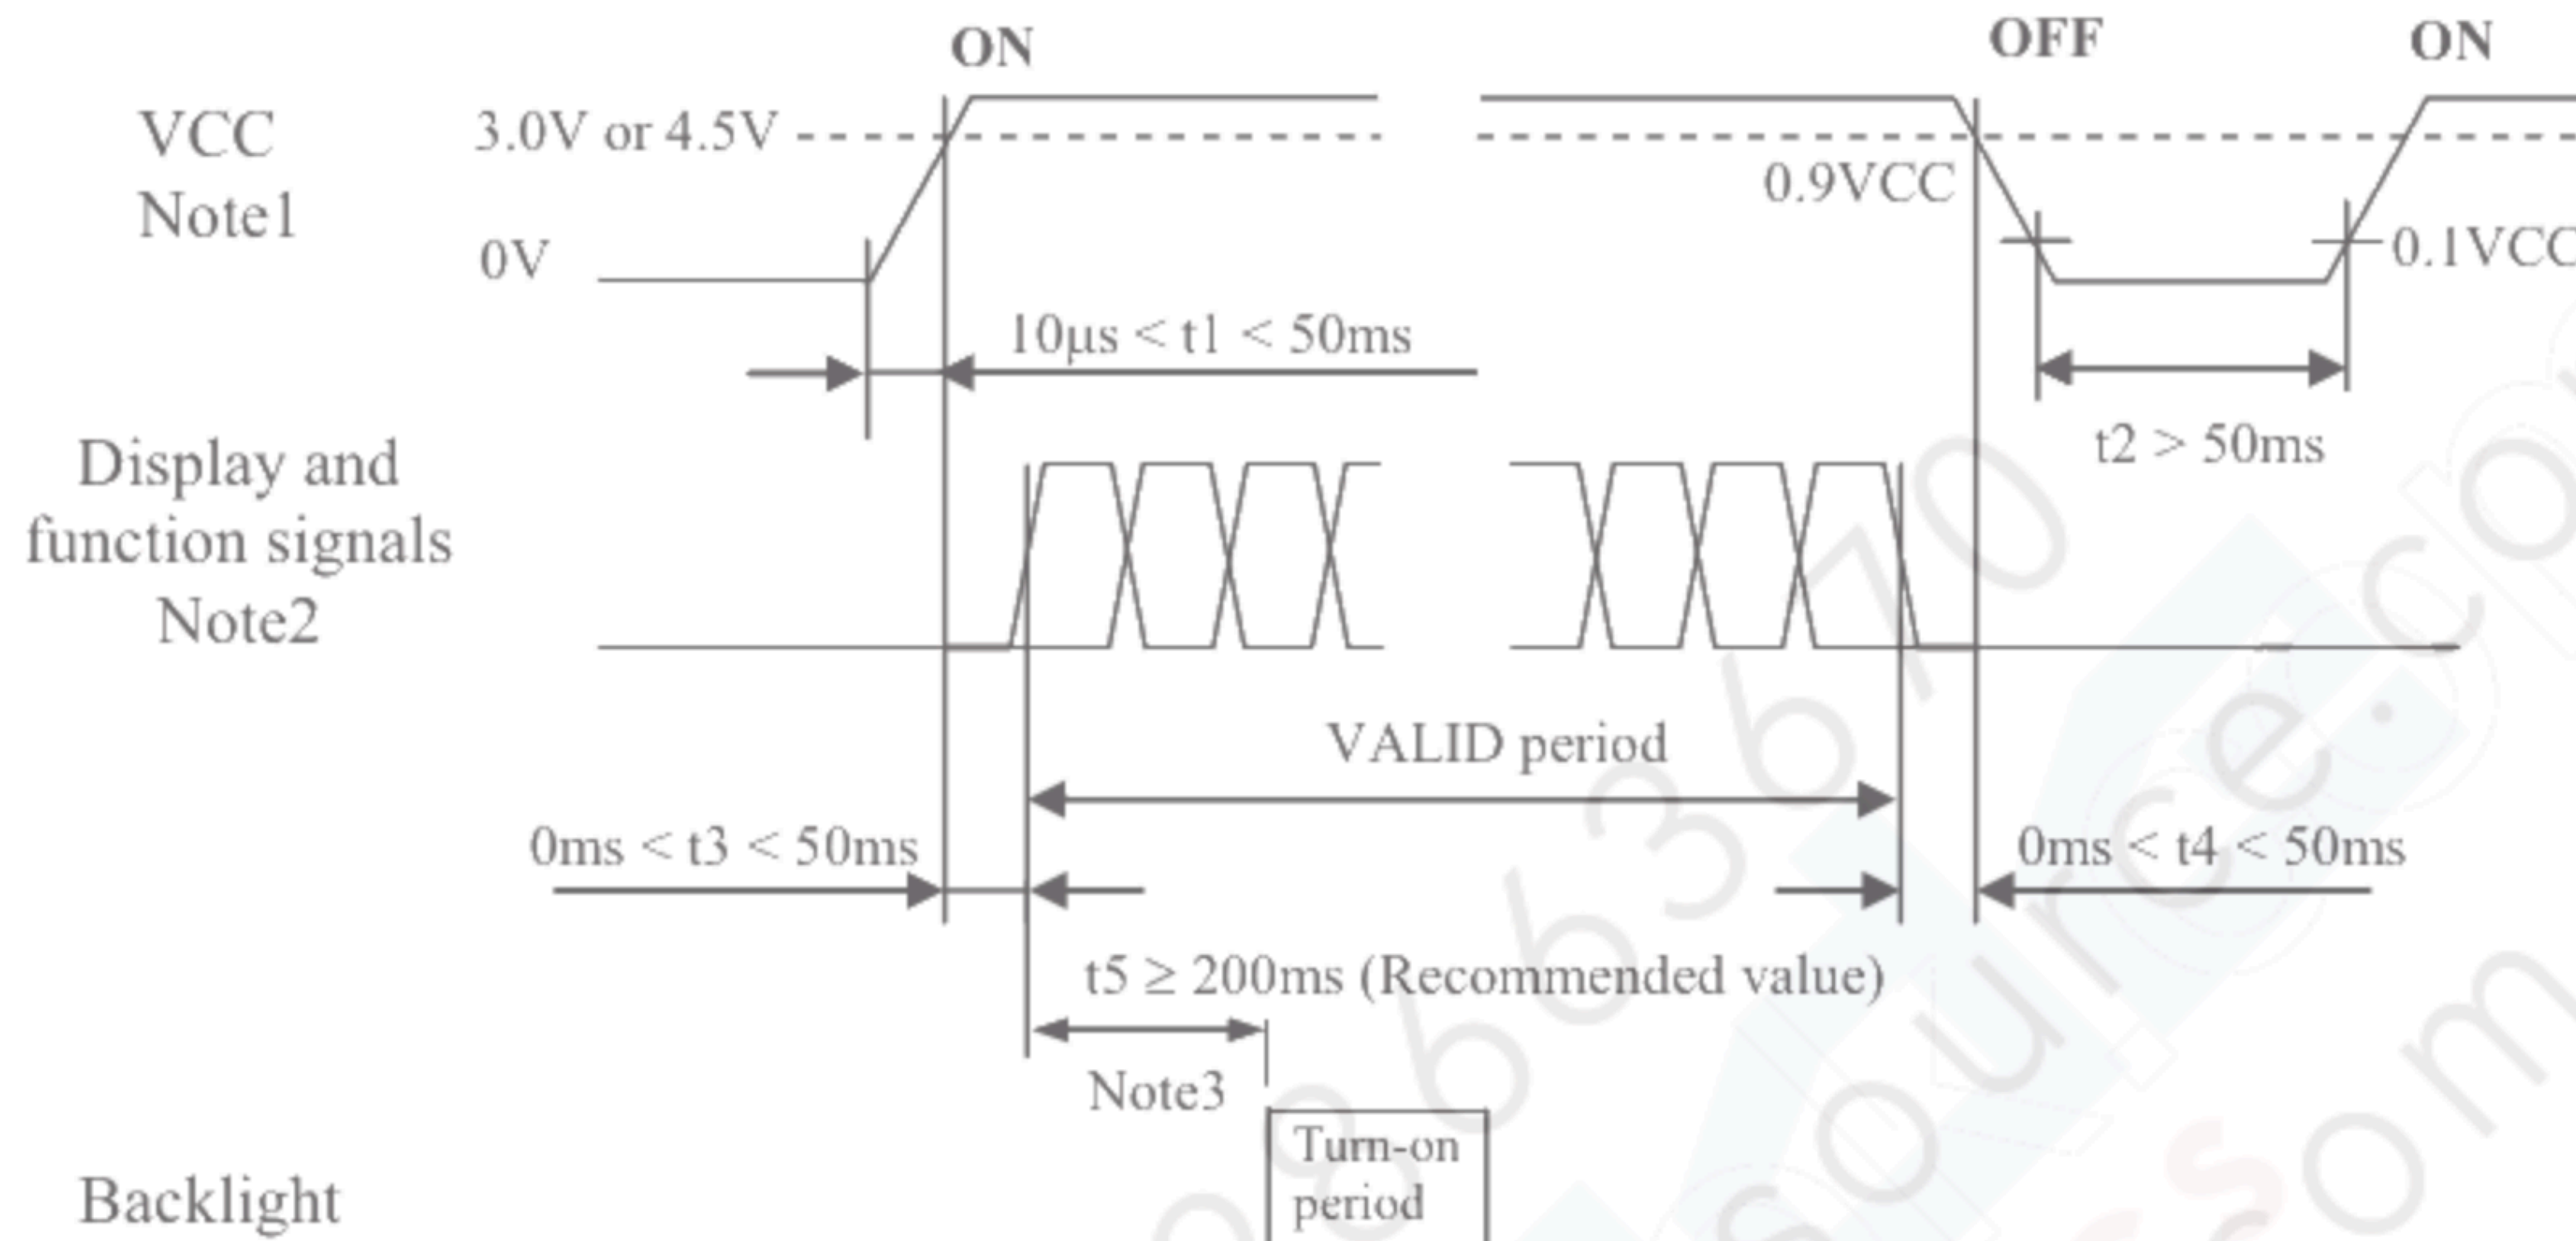 ON
OFF
ON
VCC
Note1
3.0V or 4.5V
0.9VCC
0V
0.1VCC
10μs < t1 < 50ms
t2 > 50ms
Display and
function signals
Note2
VALID period
0ms < t3 < 50ms
0ms < t4 < 50ms
t5 ≥ 200ms (Recommended value)
Note3
Turn-on
period
Backlight